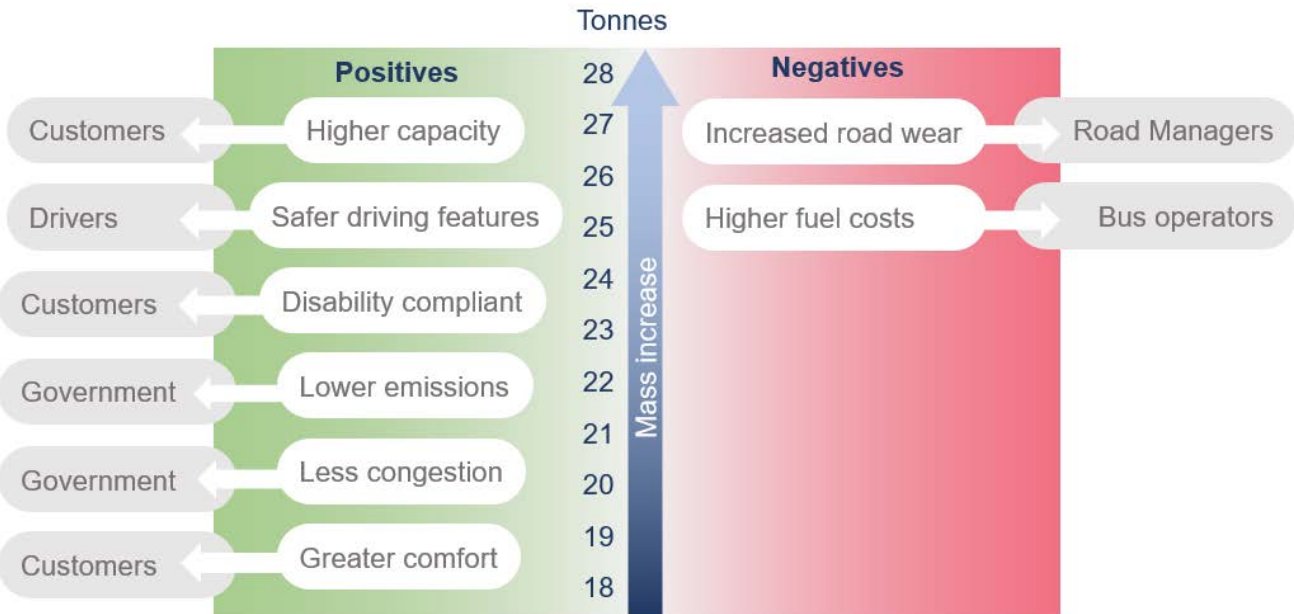 Tonnes
Positives
Negatives
28
27
26
25
24
23
22
21
20
19
18
Mass increase
Customers
Higher capacity
Drivers
Safer driving features
Customers
Disability compliant
Government
Lower emissions
Government
Less congestion
Customers
Greater comfort
Increased road wear
Road Managers
Higher fuel costs
Bus operators